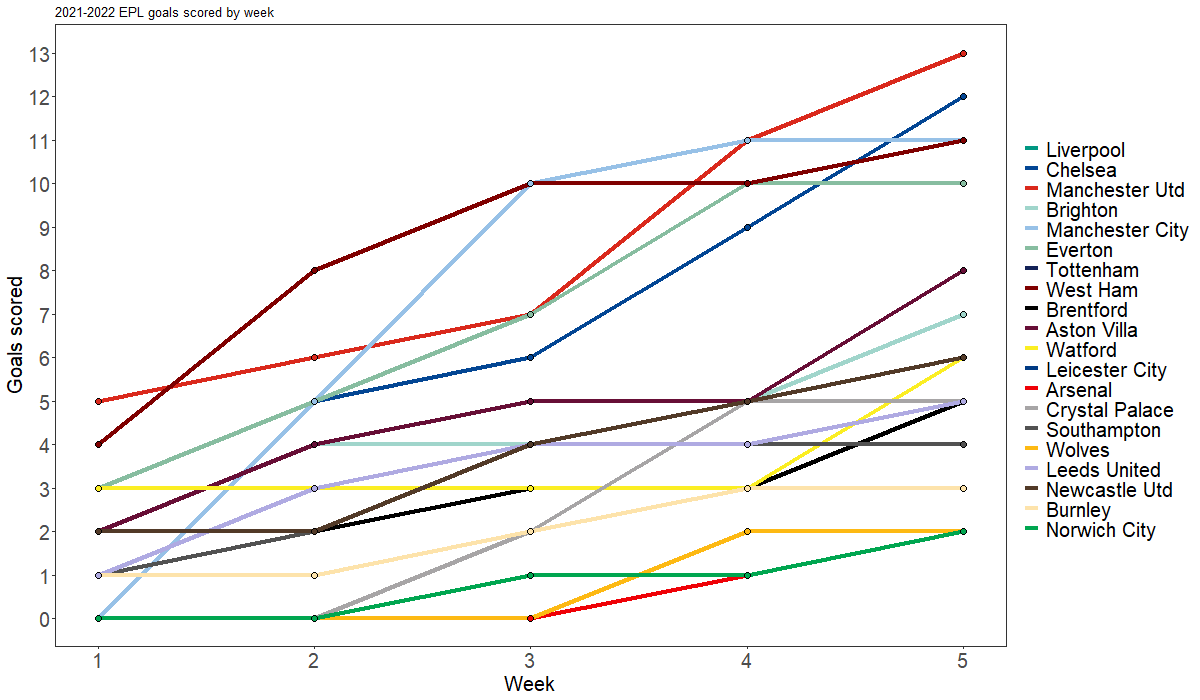 2021-2022 EPL goals scored by week
Goals scored
13
12
11
10
9
8
7
6
5
4
3
2
1
0
1 2 3 4 5
Week
Liverpool
Chelsea
Manchester Utd
Brighton
Manchester City
Everton
Tottenham
West Ham
Brentford
Aston Villa
Watford
Leicester City
Arsenal
Crystal Palace
Southampton
Wolves
Leeds United
Newcastle Utd
Burnley
Norwich City